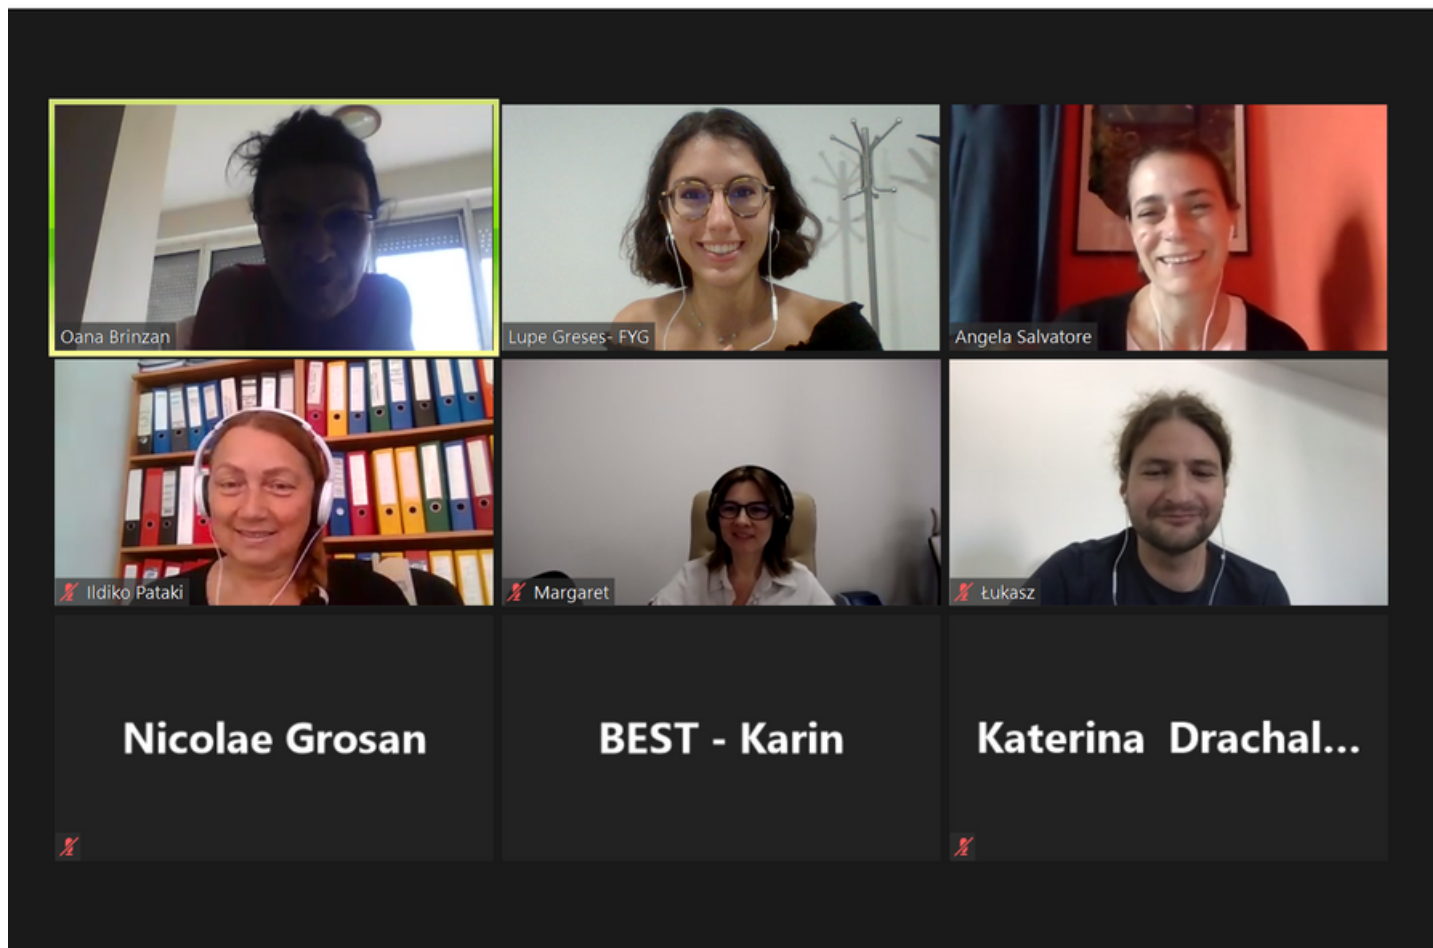 Oana Brinzan
Lupe Greses- FYG
Angela Salvatore
Ildiko Pataki
Margaret
Łukasz
Nicolae Grosan
BEST - Karin
Katerina  Drachal...